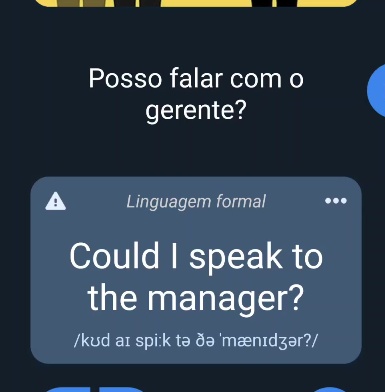 Posso falar com o
gerente?
Linguagem formal
Could I speak to
the manager?
/kʊd aɪ spiːk tə ðə ˈmænɪdʒər?/